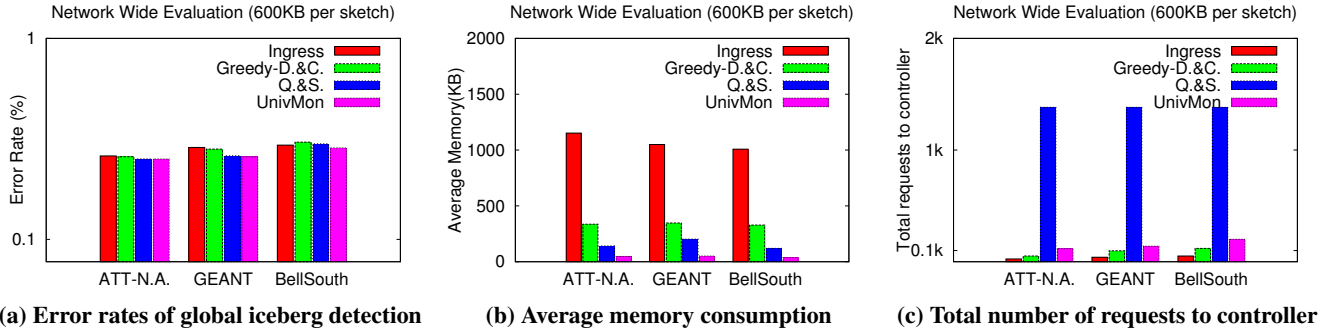 Network Wide Evaluation (600KB per sketch)
1
0.1
Error Rate (%)
Ingress
Greedy-D.&C.
Q.&S.
UnivMon
ATT-N.A. GEANT BellSouth
(a) Error rates of global iceberg detection
Network Wide Evaluation (600KB per sketch)
2000
1500
1000
500
0
Average Memory(KB)
Ingress
Greedy-D.&C.
Q.&S.
UnivMon
ATT-N.A. GEANT BellSouth
(b) Average memory consumption
Network Wide Evaluation (600KB per sketch)
2k
1k
0.1k
Total requests to controller
Ingress
Greedy-D.&C.
Q.&S.
UnivMon
ATT-N.A. GEANT BellSouth
(c) Total number of requests to controller